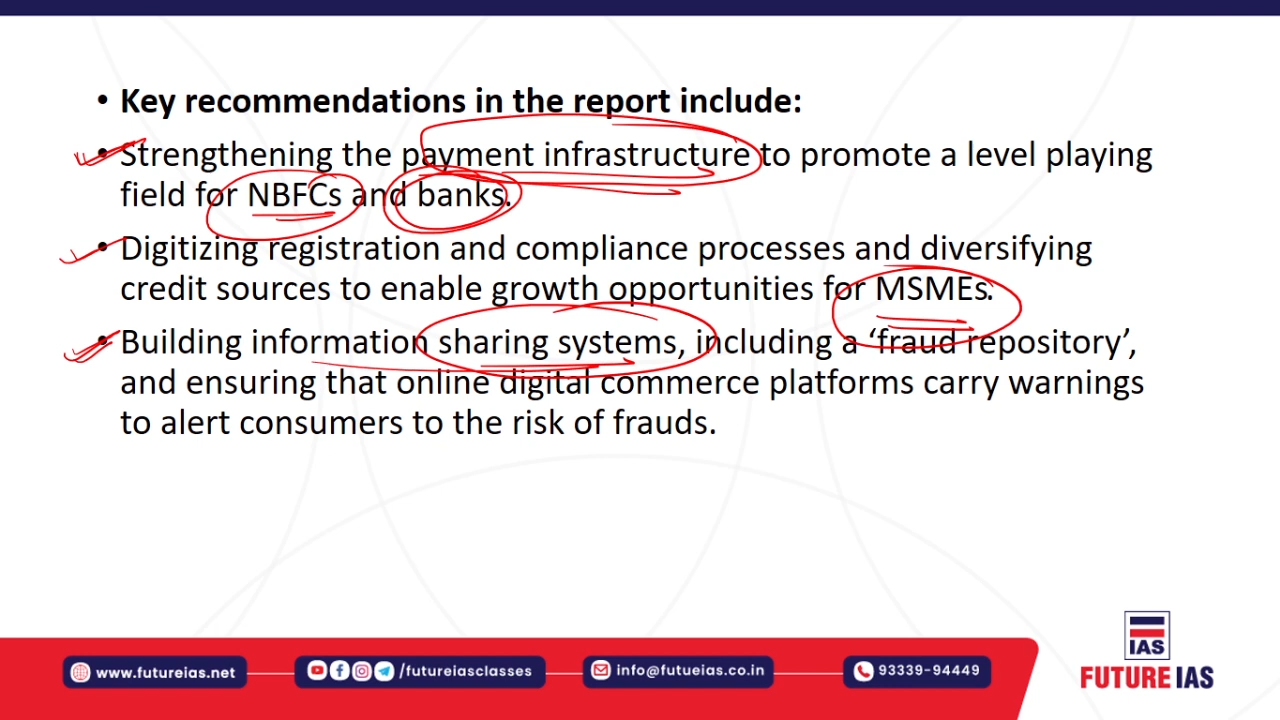 • Key recommendations in the report include:
• Strengthening the payment infrastructure to promote a level playing
field for NBFCs and banks.
• Digitizing registration and compliance processes and diversifying
credit sources to enable growth opportunities for MSMEs.
• Building information sharing systems, including a ‘fraud repository’,
and ensuring that online digital commerce platforms carry warnings
to alert consumers to the risk of frauds.
IAS
FUTURE IAS
www.futureias.net
/futureiasclasses
info@futueias.co.in
93339-94449